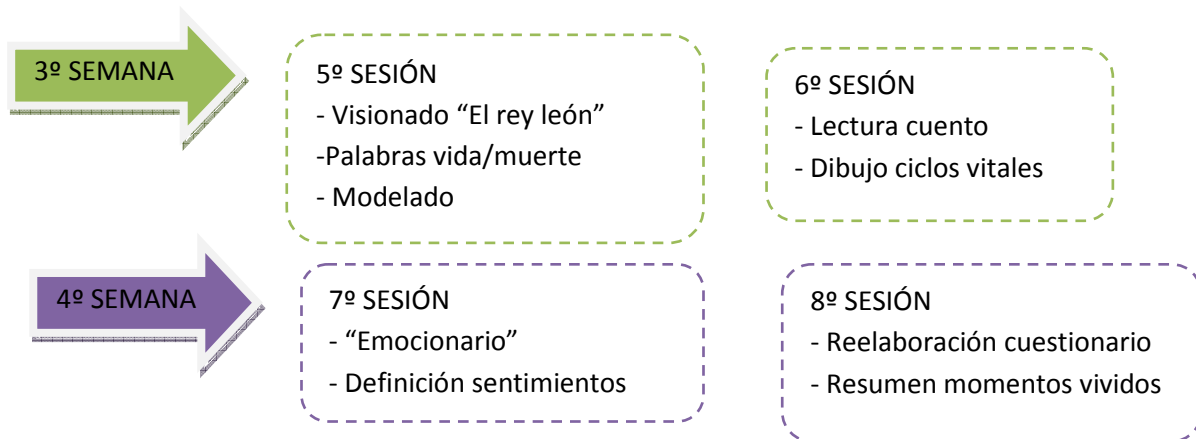 3º SEMANA
5º SESIÓN
- Visionado “El rey león”
-Palabras vida/muerte
- Modelado
6º SESIÓN
- Lectura cuento
- Dibujo ciclos vitales
4º SEMANA
7º SESIÓN
- “Emocionario”
- Definición sentimientos
8º SESIÓN
- Reelaboración cuestionario
- Resumen momentos vividos